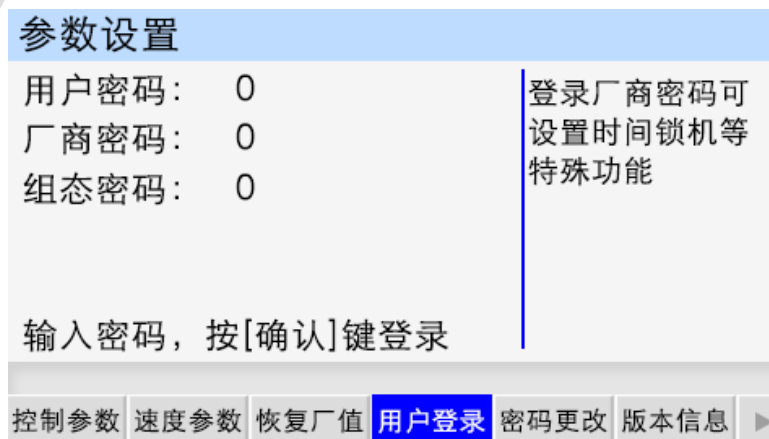 参数设置
用户密码: 0
厂商密码: 0
组态密码: 0
登录厂商密码可
设置时间锁机等
特殊功能
输入密码，按[确认]键登录
控制参数 速度参数 恢复厂值 用户登录 密码更改 版本信息